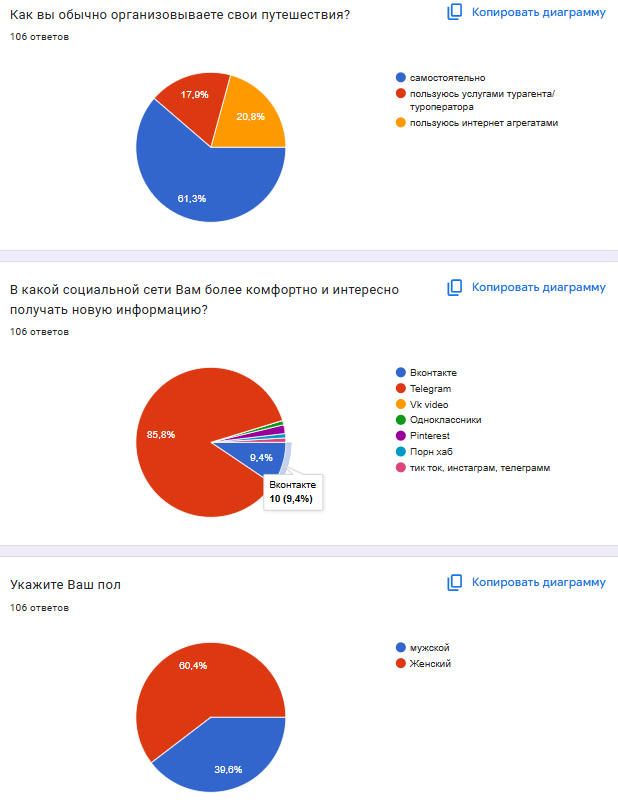 Как вы обычно организовываете свои путешествия?
Копировать диаграмму
106 ответов
17,9%
20,8%
61,3%
самостоятельно
пользуюсь услугами турагента/
туроператора
пользуюсь интернет агрегатами
В какой социальной сети Вам более комфортно и интересно
получать новую информацию?
Копировать диаграмму
106 ответов
85,8%
9,4%
Вконтакте
10 (9,4%)
Вконтакте
Telegram
Vk video
Одноклассники
Pinterest
Порн хаб
тик ток, инстаграм, телеграмм
Укажите Ваш пол
Копировать диаграмму
106 ответов
60,4%
39,6%
мужской
Женский